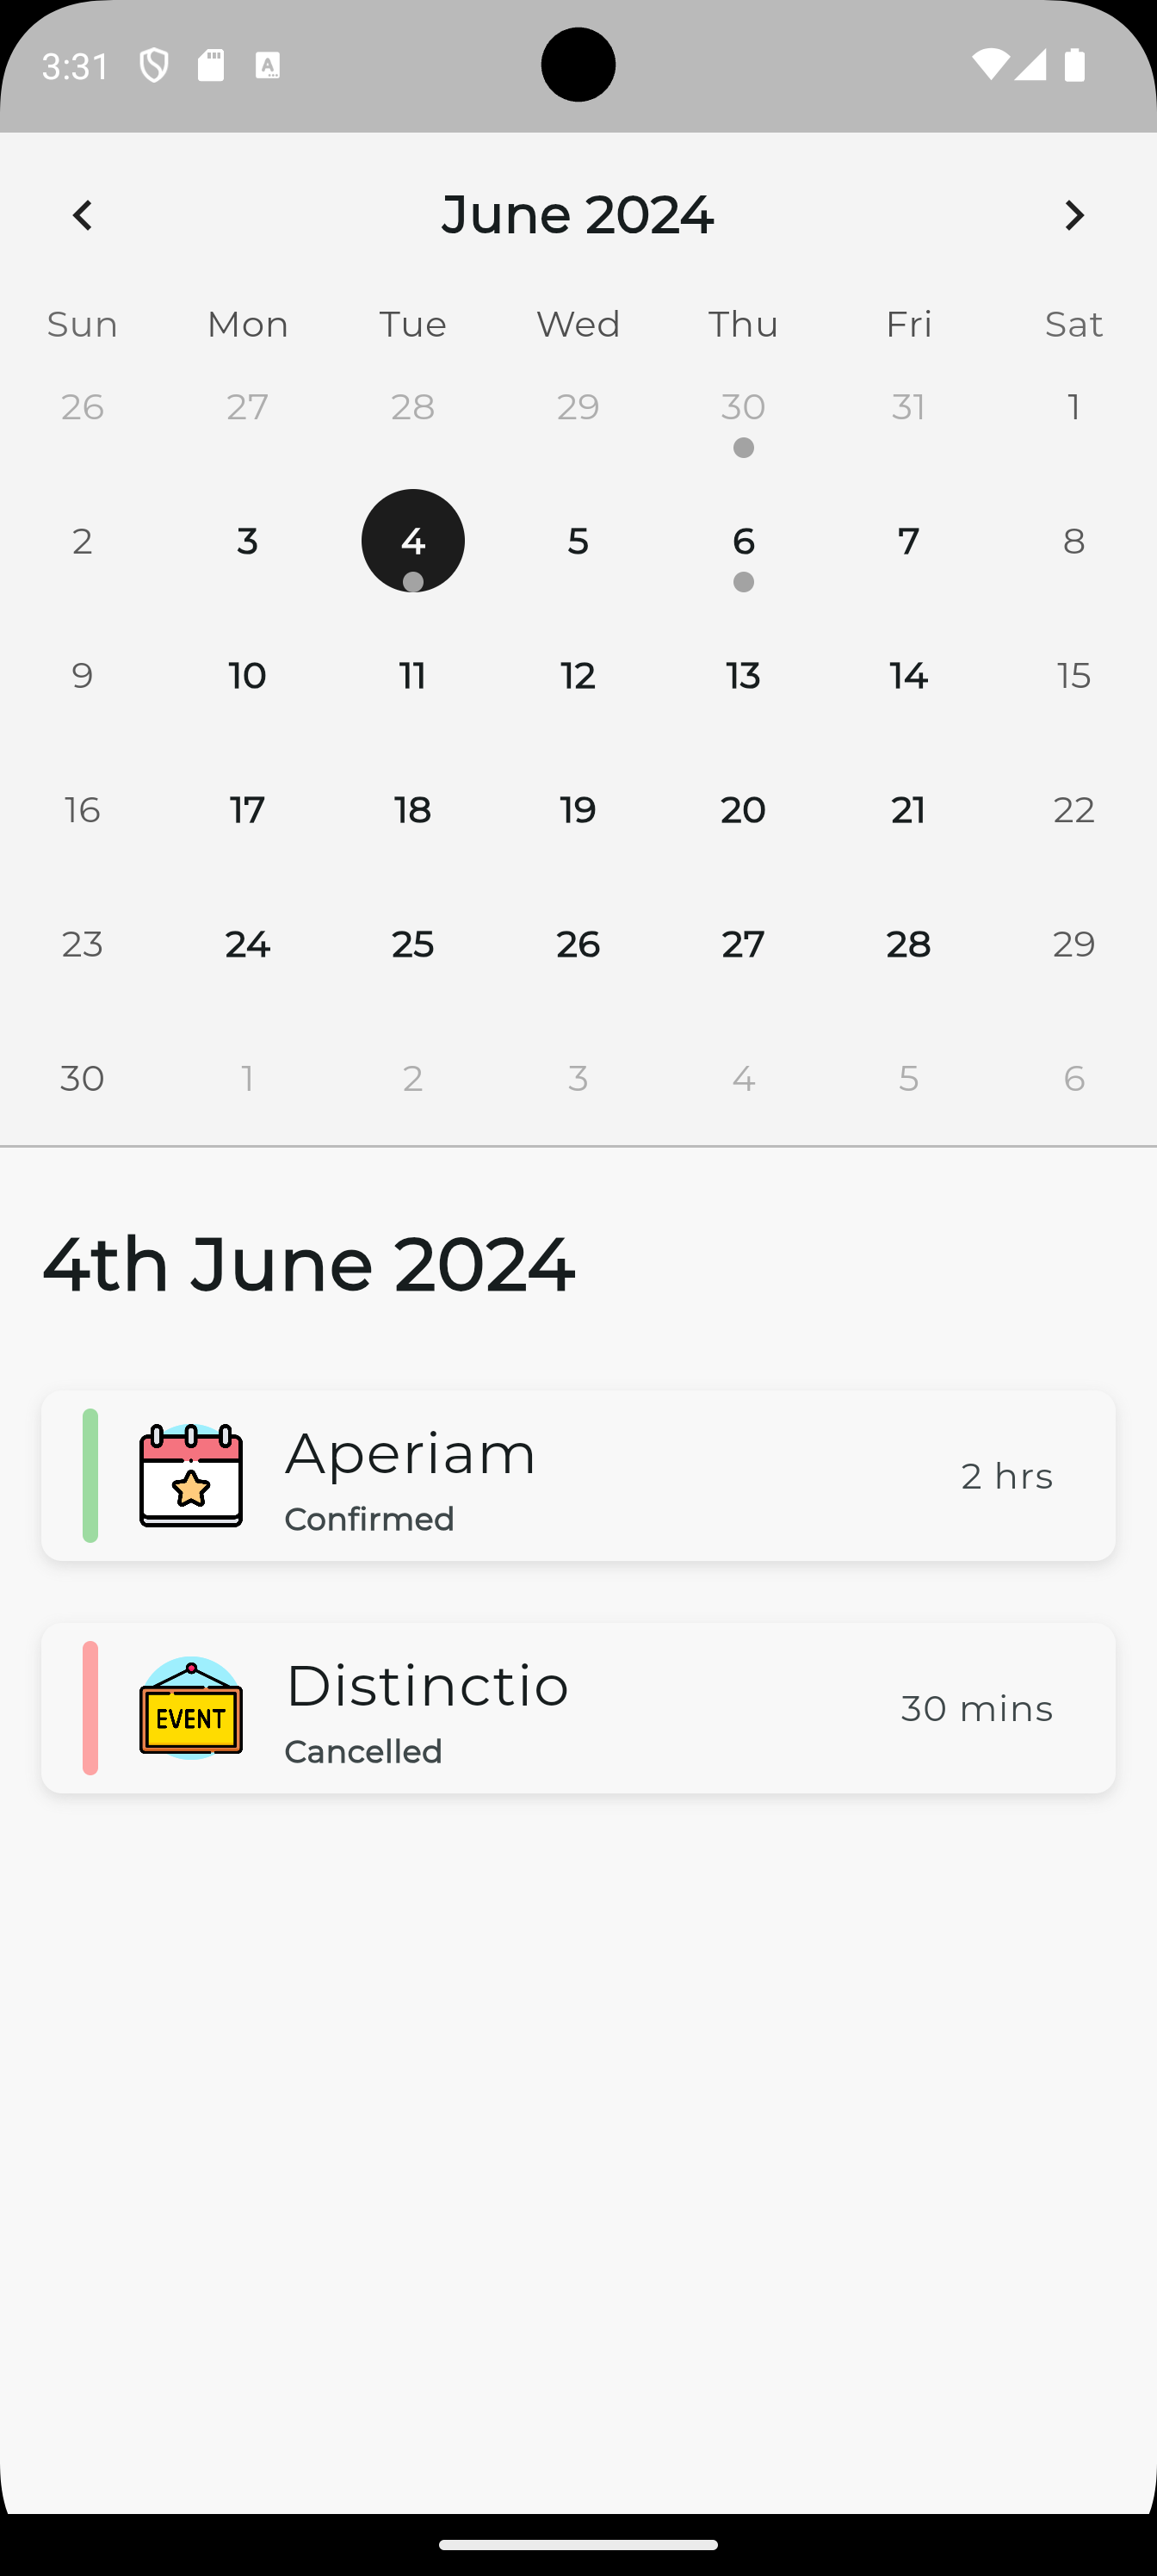 3:31
June 2024
Sun Mon Tue Wed Thu Fri Sat
26 27 28 29 30 31 1
2 3 4 5 6 7 8
9 10 11 12 13 14 15
16 17 18 19 20 21 22
23 24 25 26 27 28 29
30 1 2 3 4 5 6
4th June 2024
Aperiam
2 hrs
Confirmed
EVENT
Distinctio
30 mins
Cancelled